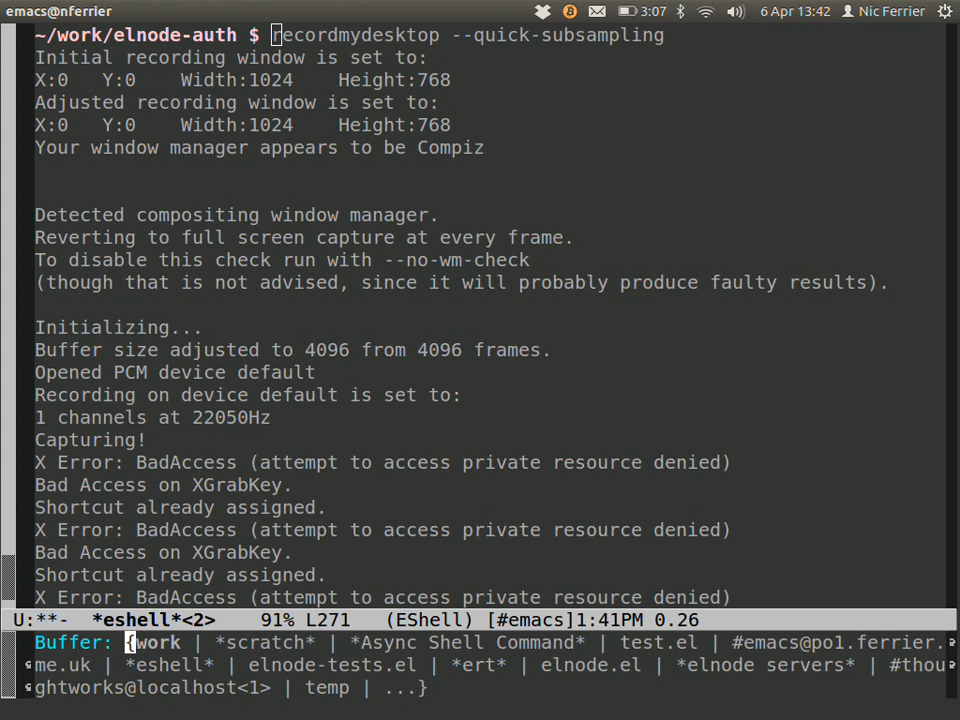 emacs@nferrier 3:07 6 Apr 13:42 Nic Ferrier
~/work/elnode-auth $ recordmydesktop --quick-subsampling
Initial recording window is set to:
X:0   Y:0    Width:1024    Height:768
Adjusted recording window is set to:
X:0   Y:0    Width:1024    Height:768
Your window manager appears to be Compiz
Detected compositing window manager.
Reverting to full screen capture at every frame.
To disable this check run with --no-wm-check
(though that is not advised, since it will probably produce faulty results).
Initializing...
Buffer size adjusted to 4096 from 4096 frames.
Opened PCM device default
Recording on device default is set to:
1 channels at 22050Hz
Capturing!
X Error: BadAccess (attempt to access private resource denied)
Bad Access on XGrabKey.
Shortcut already assigned.
X Error: BadAccess (attempt to access private resource denied)
Bad Access on XGrabKey.
Shortcut already assigned.
X Error: BadAccess (attempt to access private resource denied)
U:**-  *eshell*<2>    91% L271   (EShell) [#emacs]1:41PM 0.26
Buffer: {work | *scratch* | *Async Shell Command* | test.el | #emacs@po1.ferrier.
me.uk | *eshell* | elnode-tests.el | *ert* | elnode.el | *elnode servers* | #thou
ghtworks@localhost<1> | temp | ...}